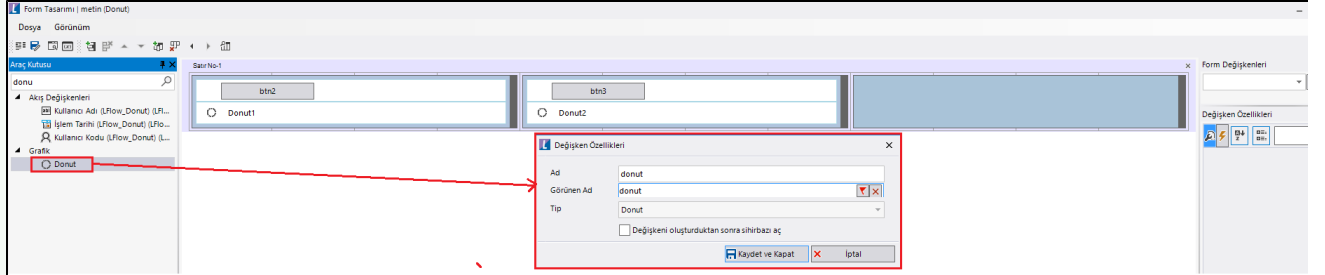 Form Tasarımı | metin (Donut)
Dosya Görünüm
Araç Kutusu
donu
Akış Değişkenleri
Kullanıcı Adı (LFlow_Donut) (LFl...
İşlem Tarihi (LFlow_Donut) (LFlo...
Kullanıcı Kodu (LFlow_Donut) (L...
Grafik
Donut
Satır No-1
btn2
Donut1
btn3
Donut2
Değişken Özellikleri
Ad
donut
Görünen Ad
donut
Tip
Donut
Değişkeni oluşturduktan sonra sihirbazı aç
Kaydet ve Kapat
İptal
Form Değişkenleri
Değişken Özellikleri